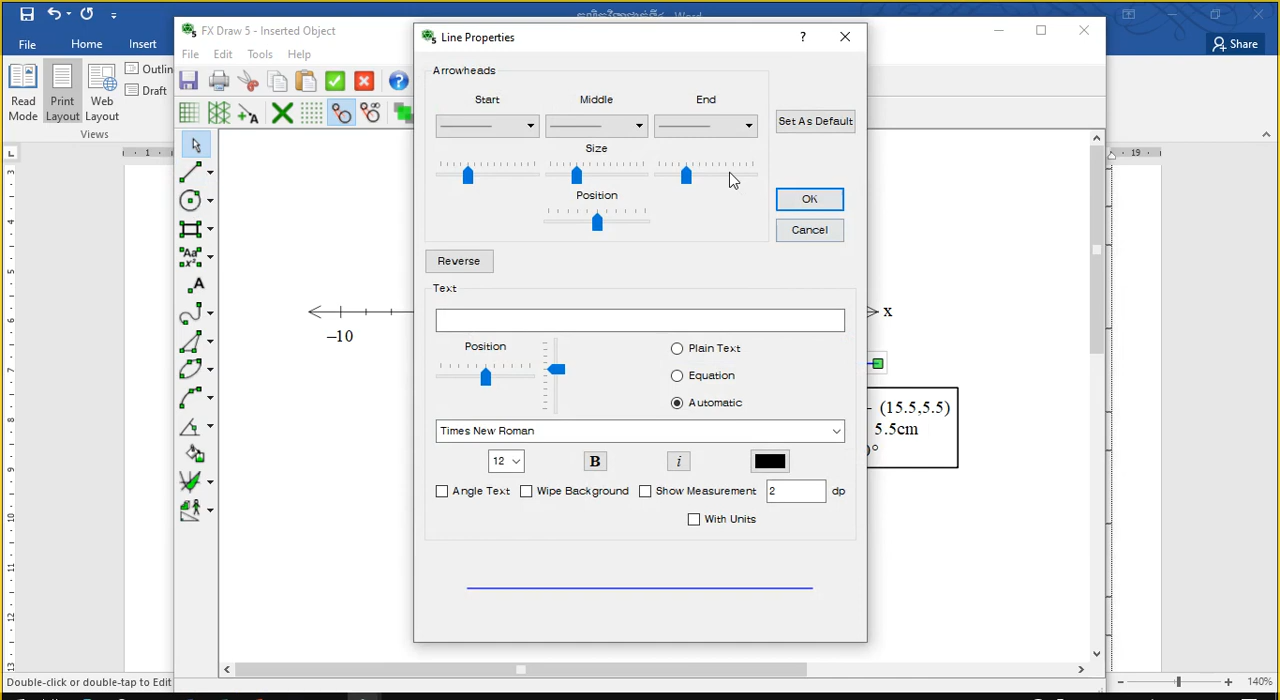 File
Home
Insert
Share
Read Mode
Print Layout
Web Layout
Outlin
Draft
Views
1
19
FX Draw 5 - Inserted Object
File Edit Tools Help
Line Properties
?
Arrowheads
Start
Middle
End
Set As Default
Size
Position
OK
Cancel
Reverse
Text
Position
Plain Text
Equation
Automatic
Times New Roman
12
B
i
Angle Text
Wipe Background
Show Measurement
2
dp
With Units
–10
x
(15.5,5.5)
5.5cm
Double-click or double-tap to Edit
140%